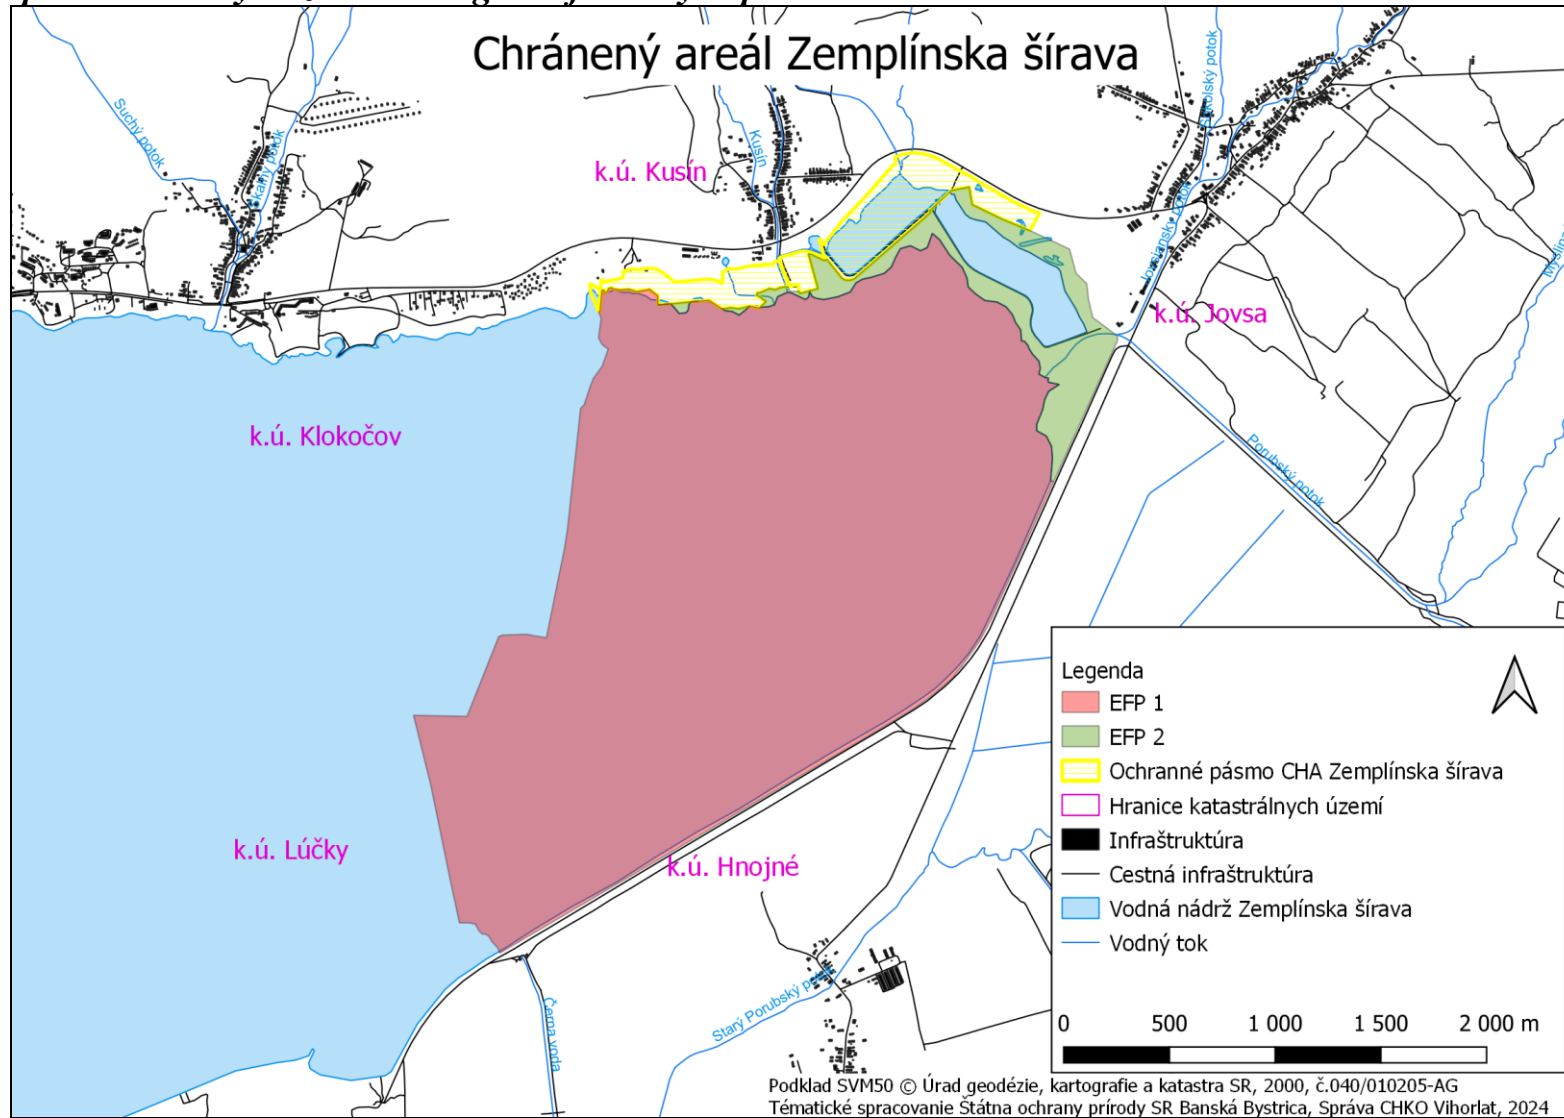 Chránený areál Zemplínska šírava
Suchý potok
Kusín
k.ú. Kusín
k.ú. Jovsa
k.ú. Klokočov
Porubský potok
k.ú. Lúčky
k.ú. Hnojné
Starý Porubský potok
Čierna voda
Legenda
EFP 1
EFP 2
Ochranné pásmo CHA Zemplínska šírava
Hranice katastrálnych území
Infraštruktúra
Cestná infraštruktúra
Vodná nádrž Zemplínska šírava
Vodný tok
0 500 1 000 1 500 2 000 m
Podklad SVM50 © Úrad geodézie, kartografie a katastra SR, 2000, č.040/010205-AG
Tématické spracovanie Štátna ochrany prírody SR Banská Bystrica, Správa CHKO Vihorlat, 2024